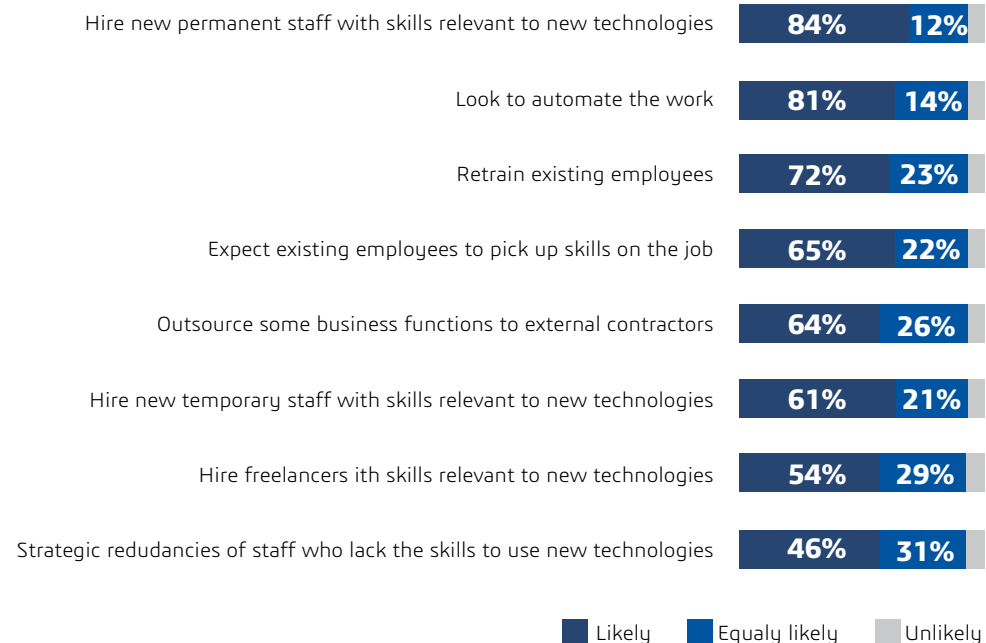 Hire new permanent staff with skills relevant to new technologies 84% 12%
Look to automate the work 81% 14%
Retrain existing employees 72% 23%
Expect existing employees to pick up skills on the job 65% 22%
Outsource some business functions to external contractors 64% 26%
Hire new temporary staff with skills relevant to new technologies 61% 21%
Hire freelancers ith skills relevant to new technologies 54% 29%
Strategic redudancies of staff who lack the skills to use new technologies 46% 31%
Likely Equaly likely Unlikely